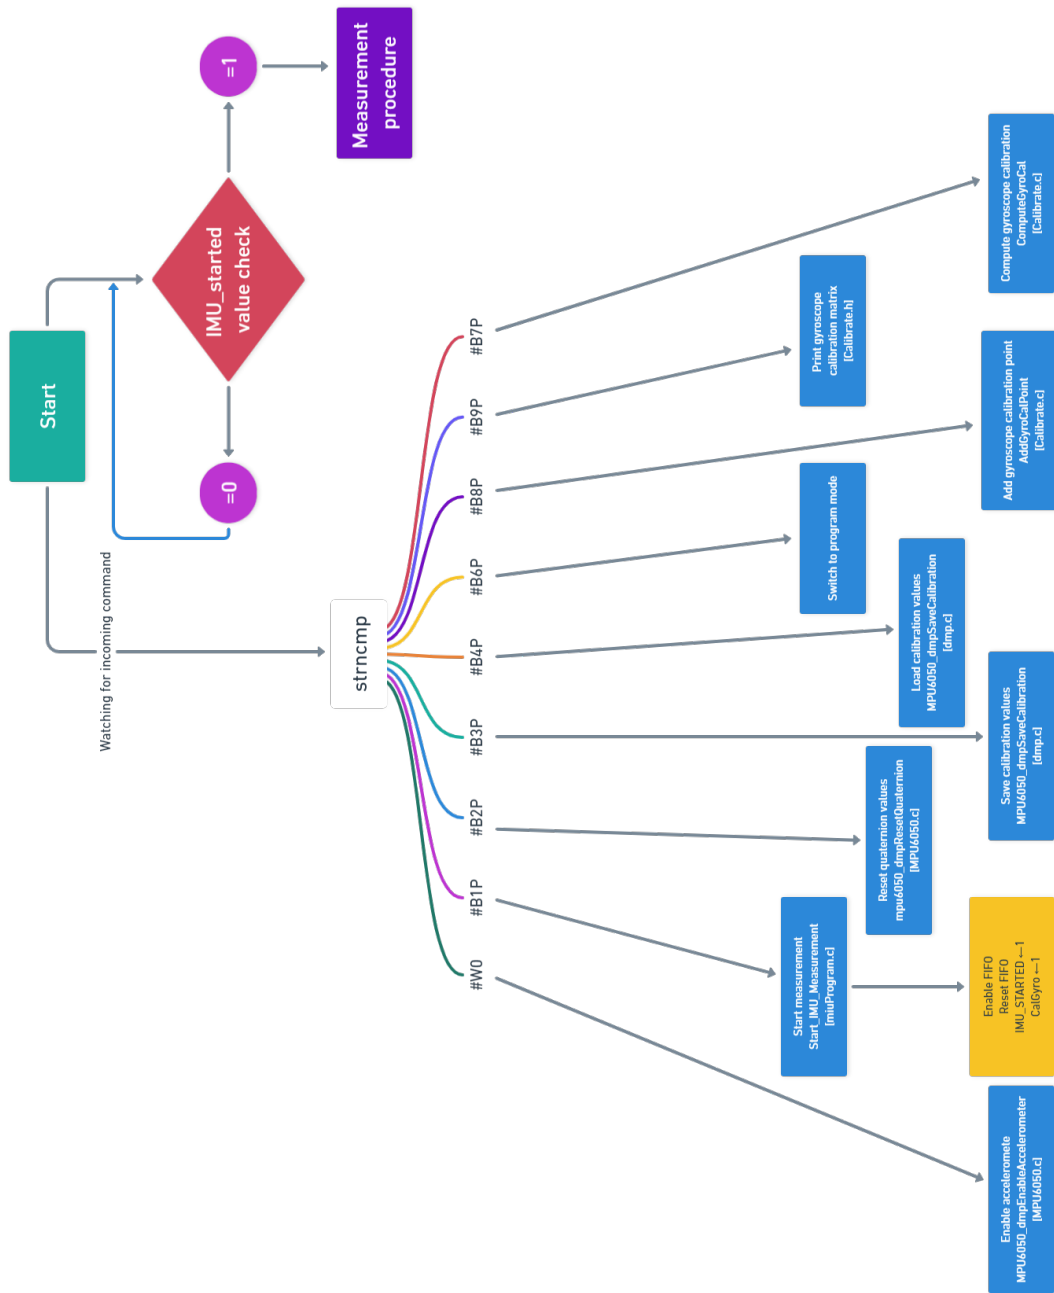 Start
Watching for incoming command
IMU_started
value check
=0
=1
Measurement
procedure
strncmp
#W0
#B1P
#B2P
#B3P
#B4P
#B6P
#B8P
#B9P
#B7P
Enable acceleromete
MPU6050_dmpEnableAccelerometer
[MPU6050.c]
Start measurement
Start_IMU_Measurement
[miuProgram.c]
Enable FIFO
Reset FIFO
IMU_STARTED ←1
CalGyro ←1
Reset quaternion values
mpu6050_dmpResetQuaternion
[MPU6050.c]
Save calibration values
MPU6050_dmpSaveCalibration
[dmp.c]
Load calibration values
MPU6050_dmpSaveCalibration
[dmp.c]
Switch to program mode
Add gyroscope calibration point
AddGyroCalPoint
[Calibrate.c]
Print gyroscope
calibration matrix
[Calibrate.h]
Compute gyroscope calibration
ComputeGyroCal
[Calibrate.c]